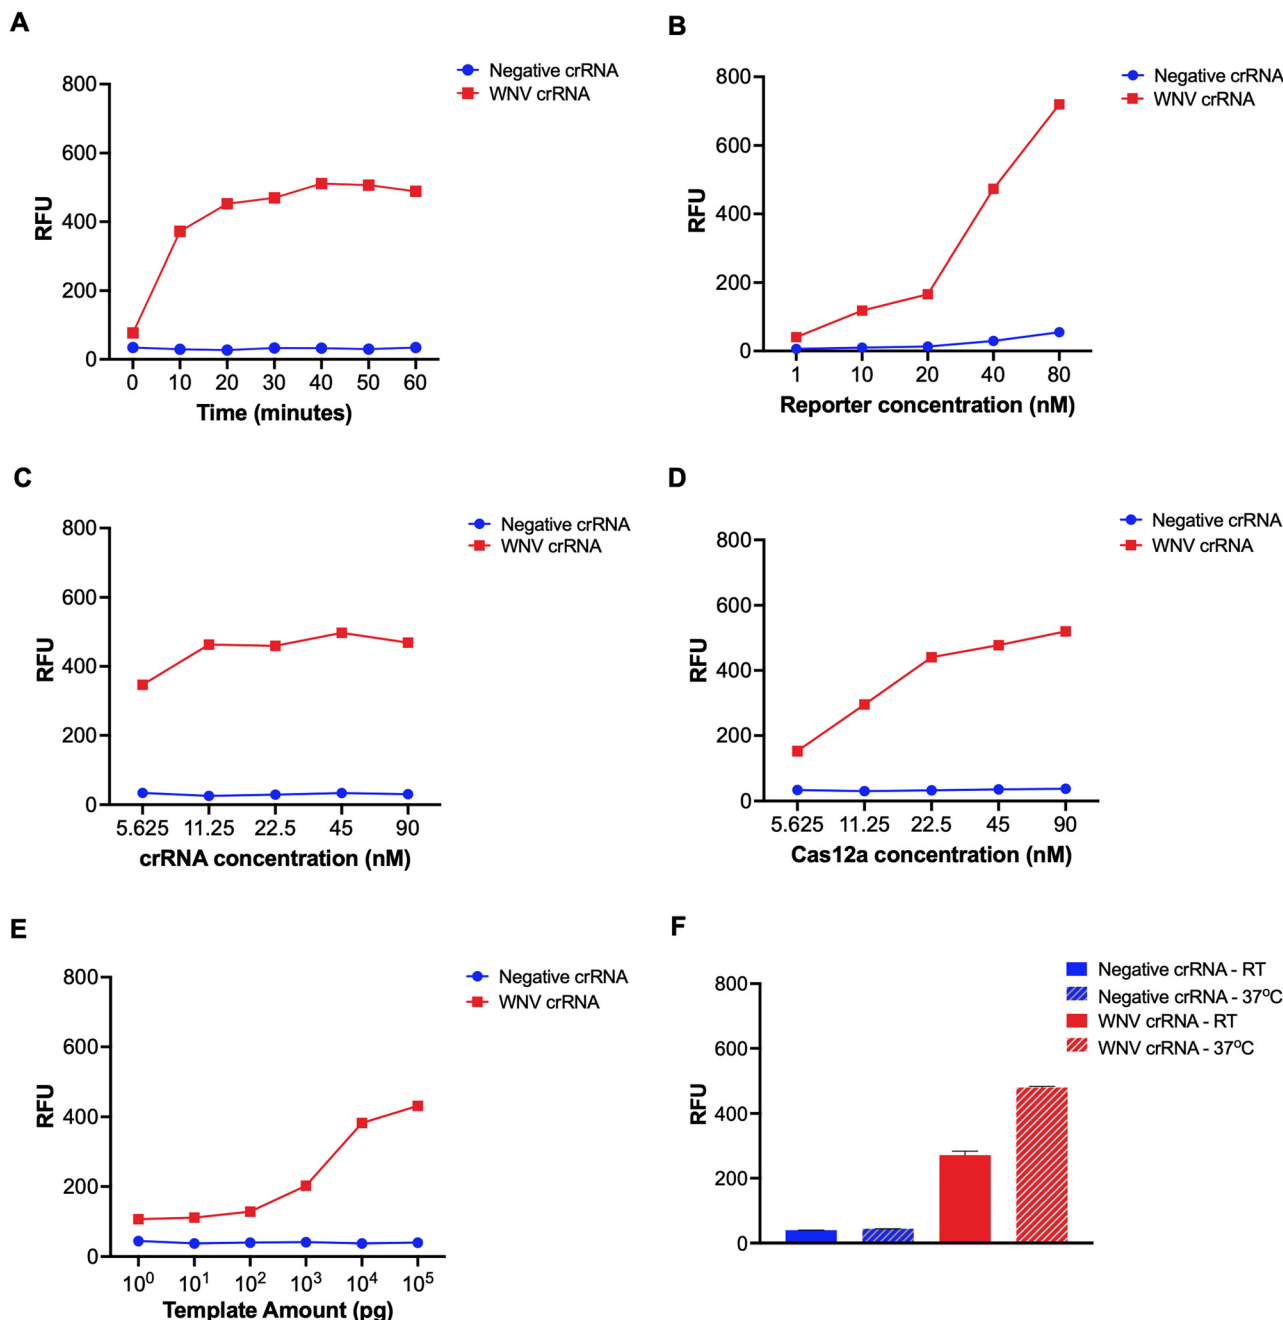 A
Negative crRNA
WNV crRNA
800
600
400
200
0
RFU
0 10 20 30 40 50 60
Time (minutes)
B
Negative crRNA
WNV crRNA
800
600
400
200
0
RFU
1 10 20 40 80
Reporter concentration (nM)
C
Negative crRNA
WNV crRNA
800
600
400
200
0
RFU
5.625 11.25 22.5 45 90
crRNA concentration (nM)
D
Negative crRNA
WNV crRNA
800
600
400
200
0
RFU
5.625 11.25 22.5 45 90
Cas12a concentration (nM)
E
Negative crRNA
WNV crRNA
800
600
400
200
0
RFU
10⁰ 10¹ 10² 10³ 10⁴ 10⁵
Template Amount (pg)
F
Negative crRNA - RT
Negative crRNA - 37⁰C
WNV crRNA - RT
WNV crRNA - 37⁰C
800
600
400
200
0
RFU